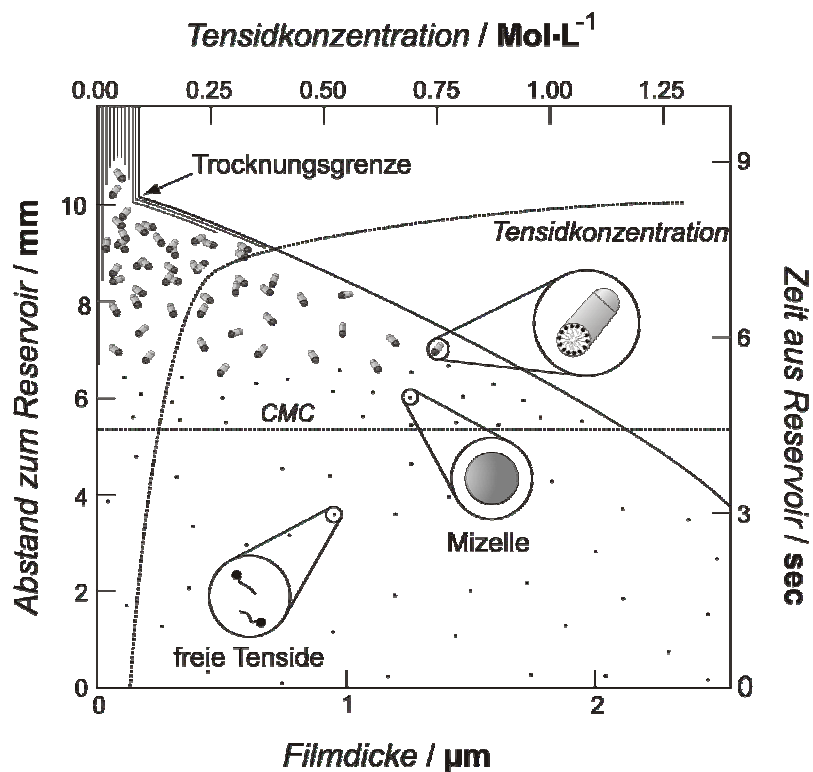 Tensidkonzentration / Mol·L⁻¹
0.00 0.25 0.50 0.75 1.00 1.25
Trocknungsgrenze
9
10
Tensidkonzentration
8
6
6
CMC
4
3
Mizelle
2
freie Tenside
0
0
0 1 2
Filmdicke / µm
Abstand zum Reservoir / mm
Zeit aus Reservoir / sec